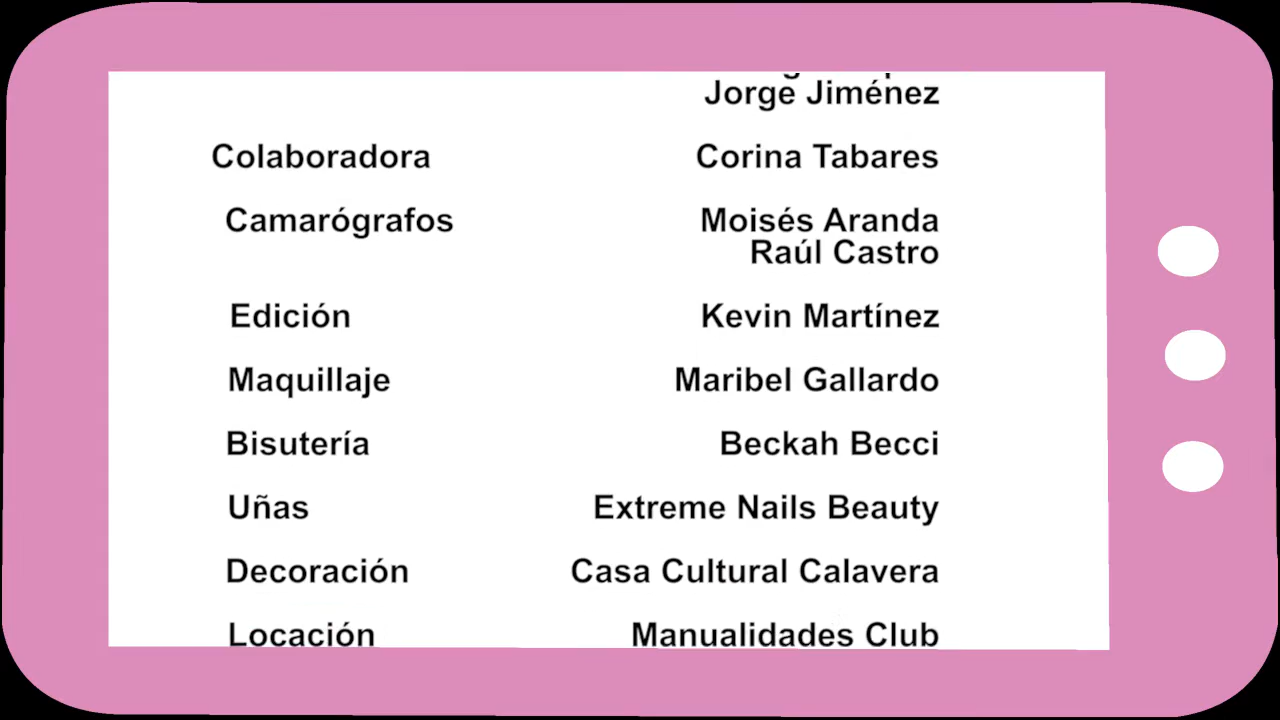 Jorge Jiménez
Colaboradora Corina Tabares
Camarógrafos Moisés Aranda
Raúl Castro
Edición Kevin Martínez
Maquillaje Maribel Gallardo
Bisutería Beckah Becci
Uñas Extreme Nails Beauty
Decoración Casa Cultural Calavera
Locación Manualidades Club